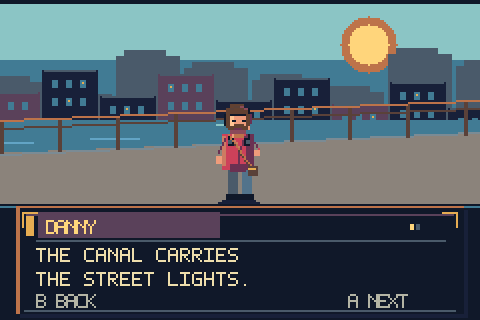 DANNY
THE CANAL CARRIES
THE STREET LIGHTS.
B BACK
A NEXT